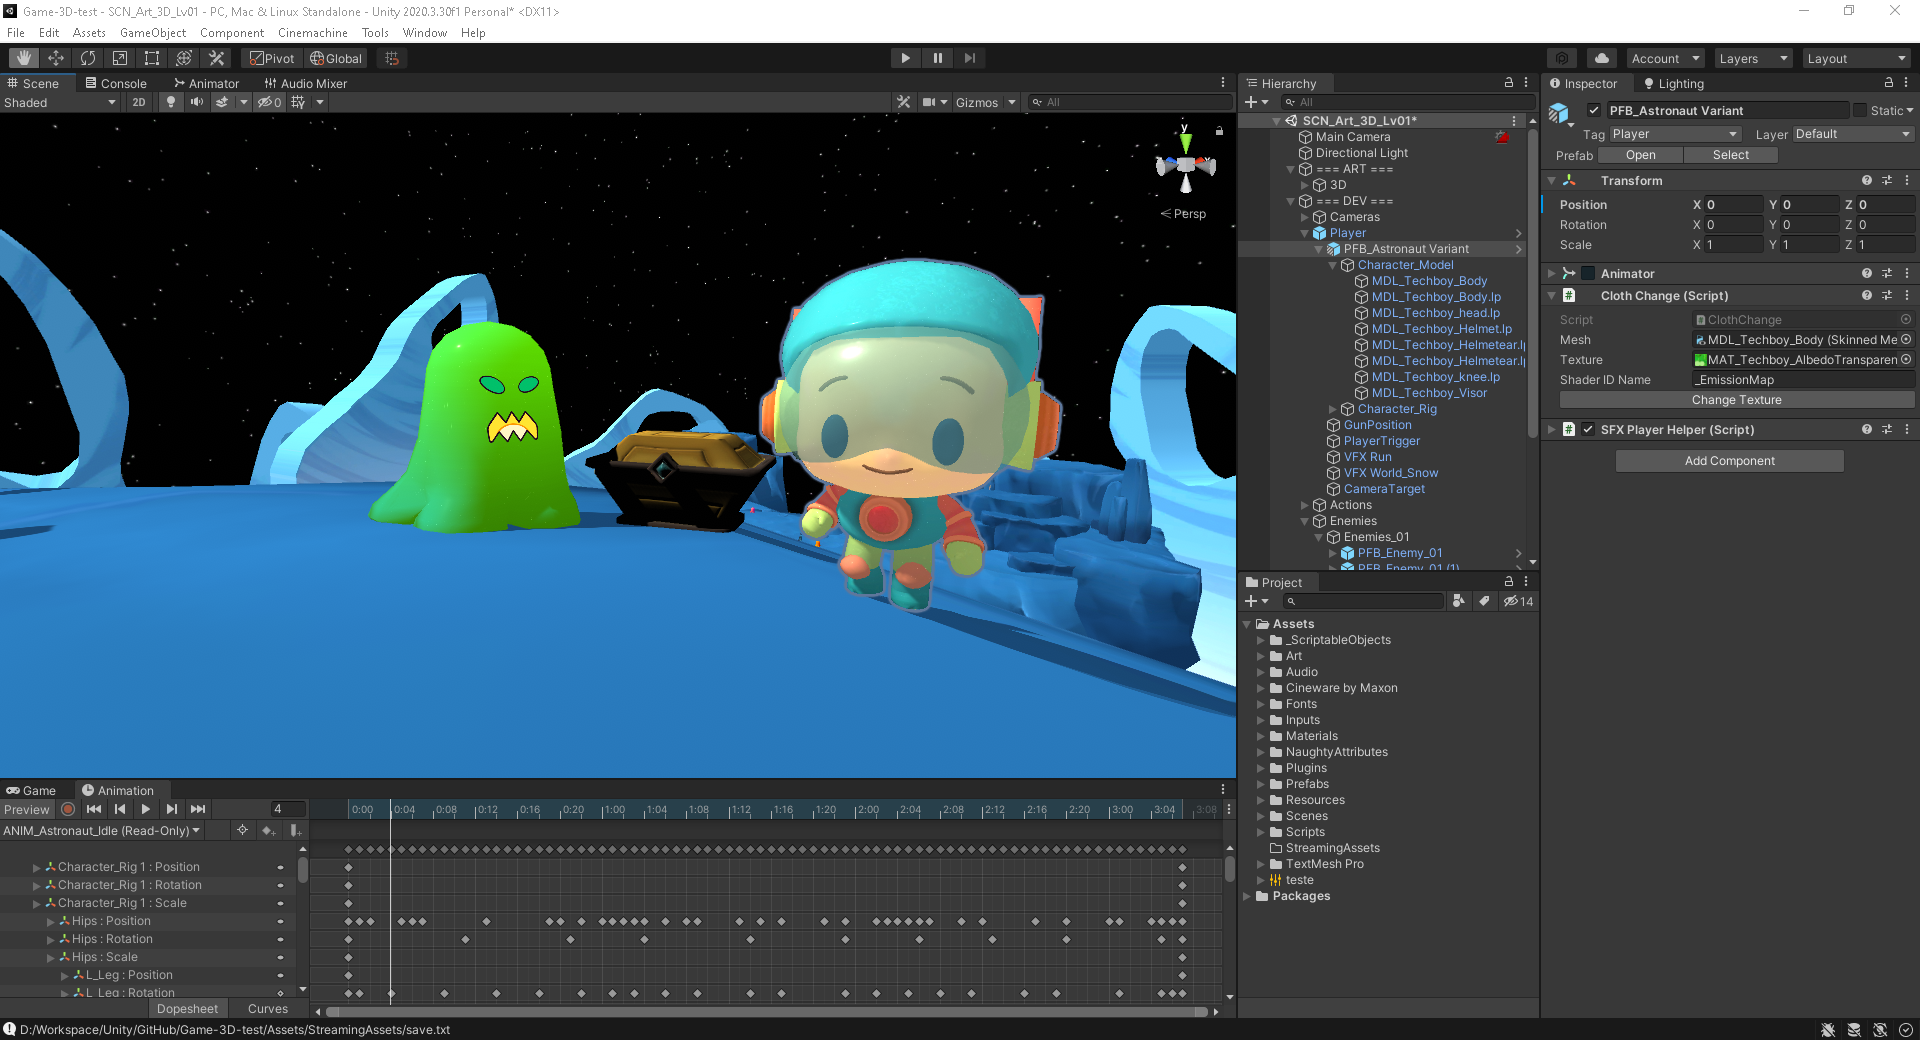 Game-3D-test - SCN_Art_3D_Lv01 - PC, Mac & Linux Standalone - Unity 2020.3.30f1 Personal* <DX11>
File Edit Assets GameObject Component Cinemachine Tools Window Help
Pivot Global Account Layers Layout
Scene Console Animator Audio Mixer
Shaded 2D 0 Gizmos All
y
Persp
Hierarchy
All
SCN_Art_3D_Lv01*
Main Camera
Directional Light
=== ART ===
3D
=== DEV ===
Cameras
Player
PFB_Astronaut Variant
Character_Model
MDL_Techboy_Body
MDL_Techboy_Body.lp
MDL_Techboy_head.lp
MDL_Techboy_Helmet.lp
MDL_Techboy_Helmetear.l
MDL_Techboy_Helmetear.l
MDL_Techboy_knee.lp
MDL_Techboy_Visor
Character_Rig
GunPosition
PlayerTrigger
VFX Run
VFX World_Snow
CameraTarget
Actions
Enemies
Enemies_01
PFB_Enemy_01
PFB_Enemy_01 (1)
Project
14
Assets
_ScriptableObjects
Art
Audio
Cineware by Maxon
Fonts
Inputs
Materials
NaughtyAttributes
Plugins
Prefabs
Resources
Scenes
Scripts
StreamingAssets
TextMesh Pro
teste
Packages
Inspector Lighting
PFB_Astronaut Variant Static
Tag Player Layer Default
Prefab Open Select
Transform
Position X 0 Y 0 Z 0
Rotation X 0 Y 0 Z 0
Scale X 1 Y 1 Z 1
Animator
Cloth Change (Script)
Script ClothChange
Mesh MDL_Techboy_Body (Skinned Me
Texture MAT_Techboy_AlbedoTransparen
Shader ID Name _EmissionMap
Change Texture
SFX Player Helper (Script)
Add Component
Game Animation
Preview 4 0:00 0:04 0:08 0:12 0:16 0:20 1:00 1:04 1:08 1:12 1:16 1:20 2:00 2:04 2:08 2:12 2:16 2:20 3:00 3:04 3:08
ANIM_Astronaut_Idle (Read-Only)
Character_Rig 1 : Position
Character_Rig 1 : Rotation
Character_Rig 1 : Scale
Hips : Position
Hips : Rotation
Hips : Scale
L_Leg : Position
L_Leg : Rotation
Dopesheet Curves
D:/Workspace/Unity/GitHub/Game-3D-test/Assets/StreamingAssets/save.txt